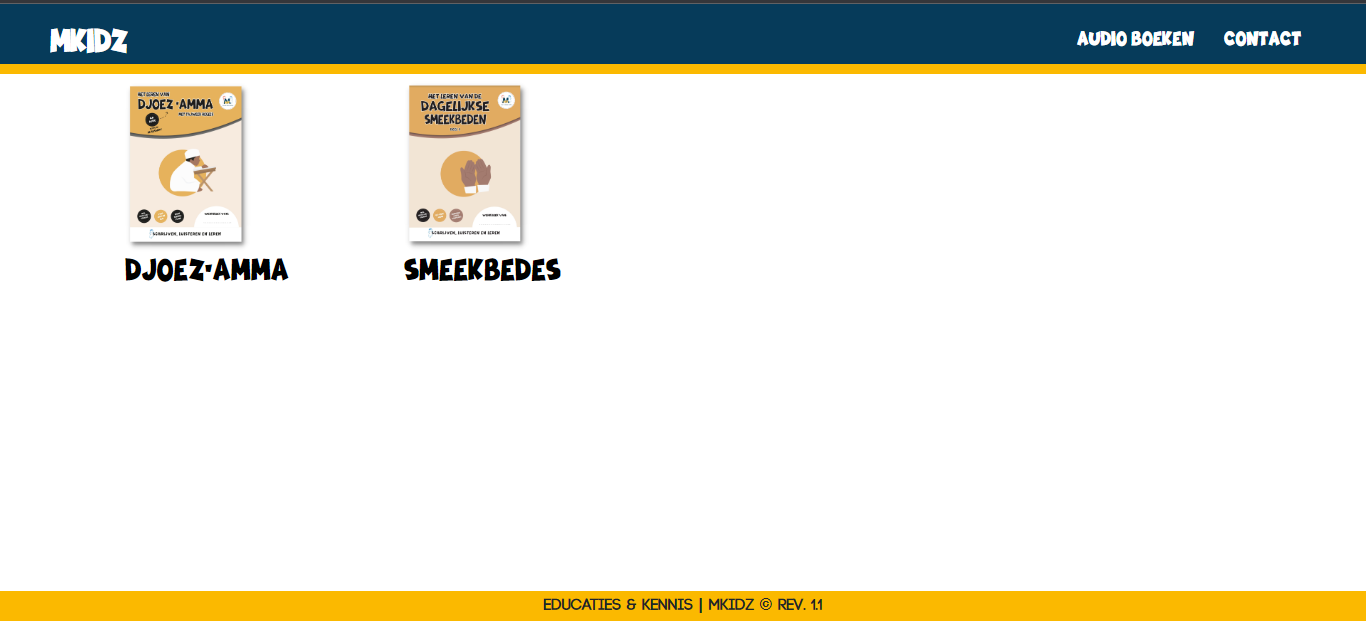 MKIDZ
AUDIO BOEKEN
CONTACT
HET LEREN VAN
DJOEZ 'AMMA
HET LEREN VAN DE
DAGELIJKSE
SMEEKBEDEN
SCHRIJVEN, LUISTEREN EN LEREN
SCHRIJVEN, LUISTEREN EN LEREN
DJOEZ'AMMA
SMEEKBEDES
EDUCATIES & KENNIS | MKIDZ © REV. 1.1